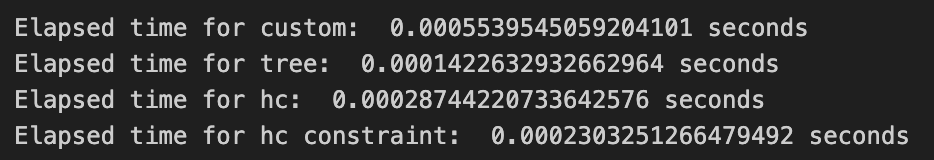 Elapsed time for custom:  0.0005539545059204101 seconds
Elapsed time for tree:  0.0001422632932662964 seconds
Elapsed time for hc:  0.00028744220733642576 seconds
Elapsed time for hc constraint:  0.0002303251266479492 seconds